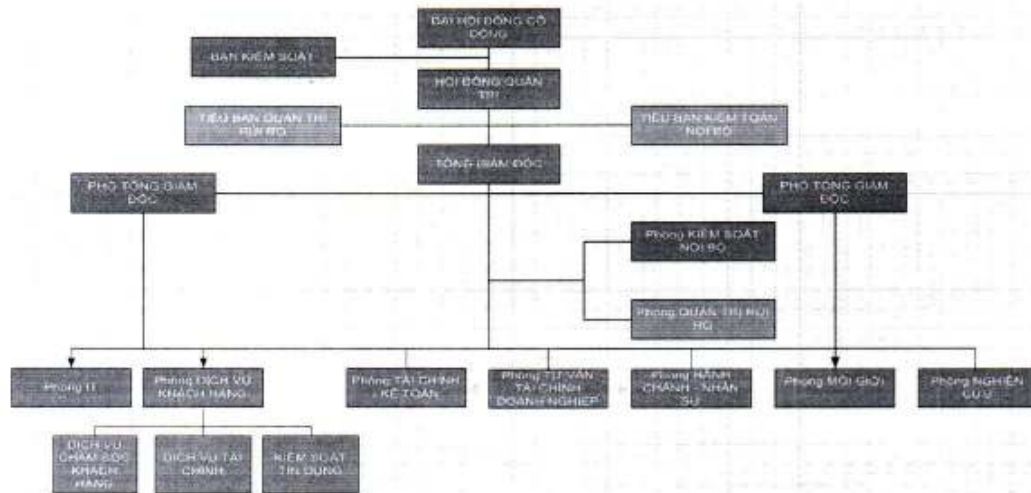 ĐẠI HỘI ĐỒNG CỔ
ĐÔNG
BAN KIỂM SOÁT
HỘI ĐỒNG QUẢN
TRỊ
TIỂU BAN QUẢN TRỊ
RỦI RO
TIỂU BAN KIỂM TOÁN
NỘI BỘ
TỔNG GIÁM ĐỐC
PHÓ TỔNG GIÁM
ĐỐC
PHÓ TỔNG GIÁM
ĐỐC
Phòng KIỂM SOÁT
NỘI BỘ
Phòng QUẢN TRỊ RỦI
RO
Phòng IT
Phòng DỊCH VỤ
KHÁCH HÀNG
Phòng TÀI CHÍNH
- KẾ TOÁN
Phòng TƯ VẤN
TÀI CHÍNH
DOANH NGHIỆP
Phòng HÀNH
CHÁNH - NHÂN
SỰ
Phòng MÔI GIỚI
Phòng NGHIÊN
CỨU
DỊCH VỤ
CHĂM SÓC
KHÁCH
HÀNG
DỊCH VỤ TÀI
CHÍNH
KIỂM SOÁT
TÍN DỤNG